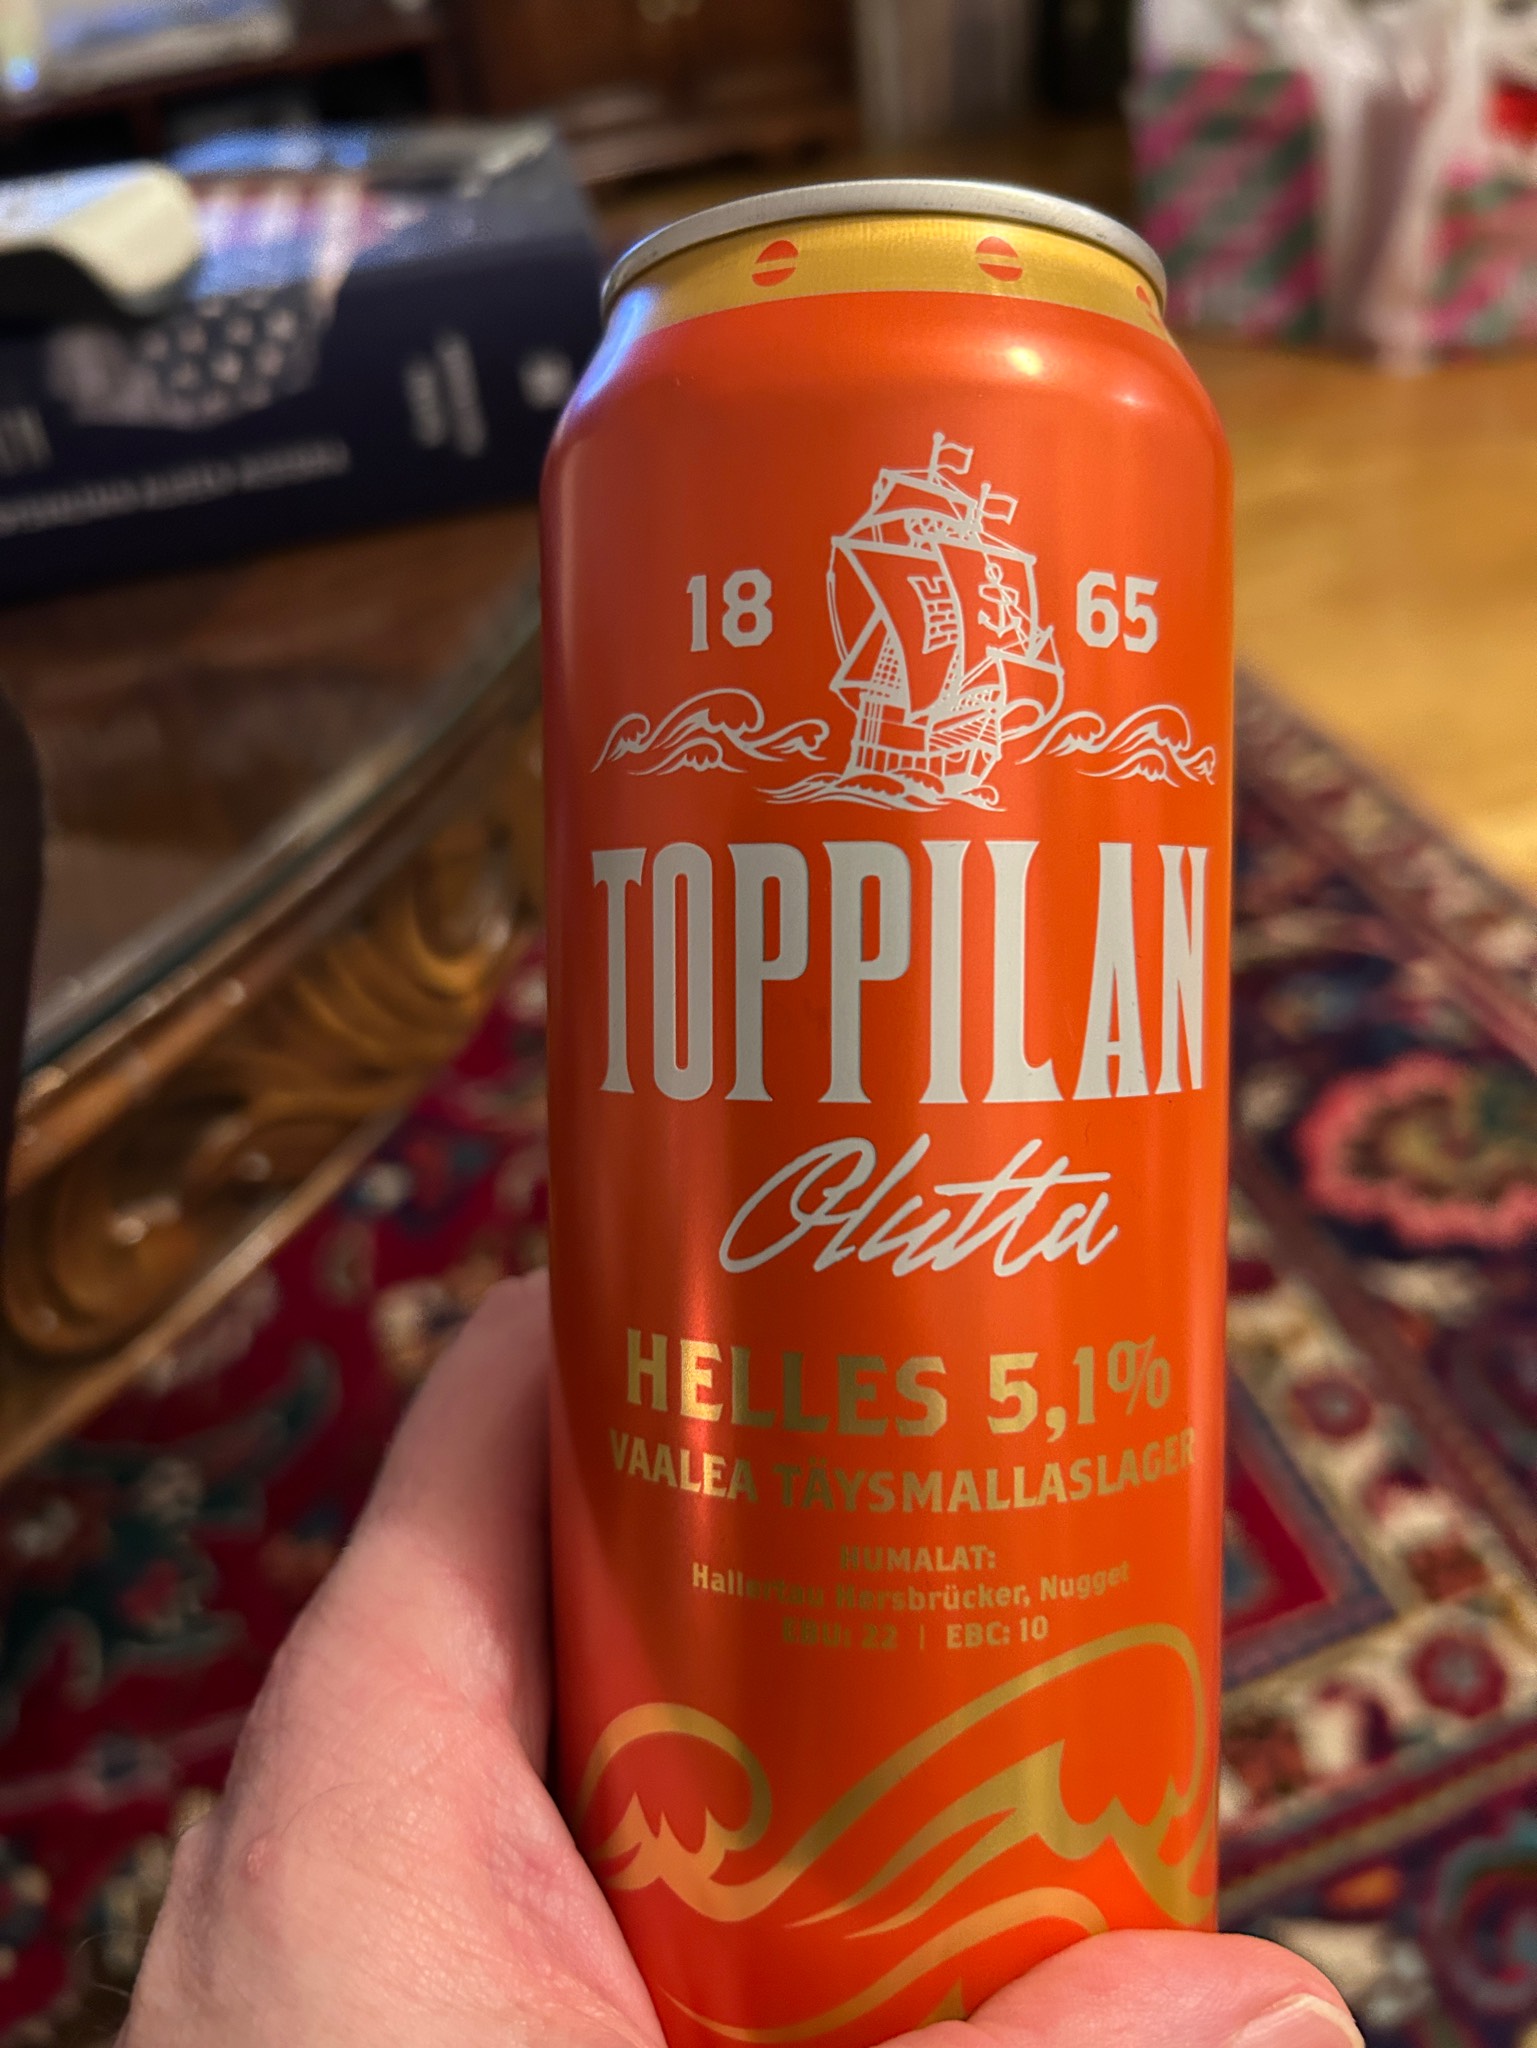 18 65
TOPPILAN
Olutta
HELLES 5,1%
VAALEA TÄYSMALLASLAGER
HUMALAT:
Hallertau Hersbrücker, Nugget
EBU: 22 | EBC: 10